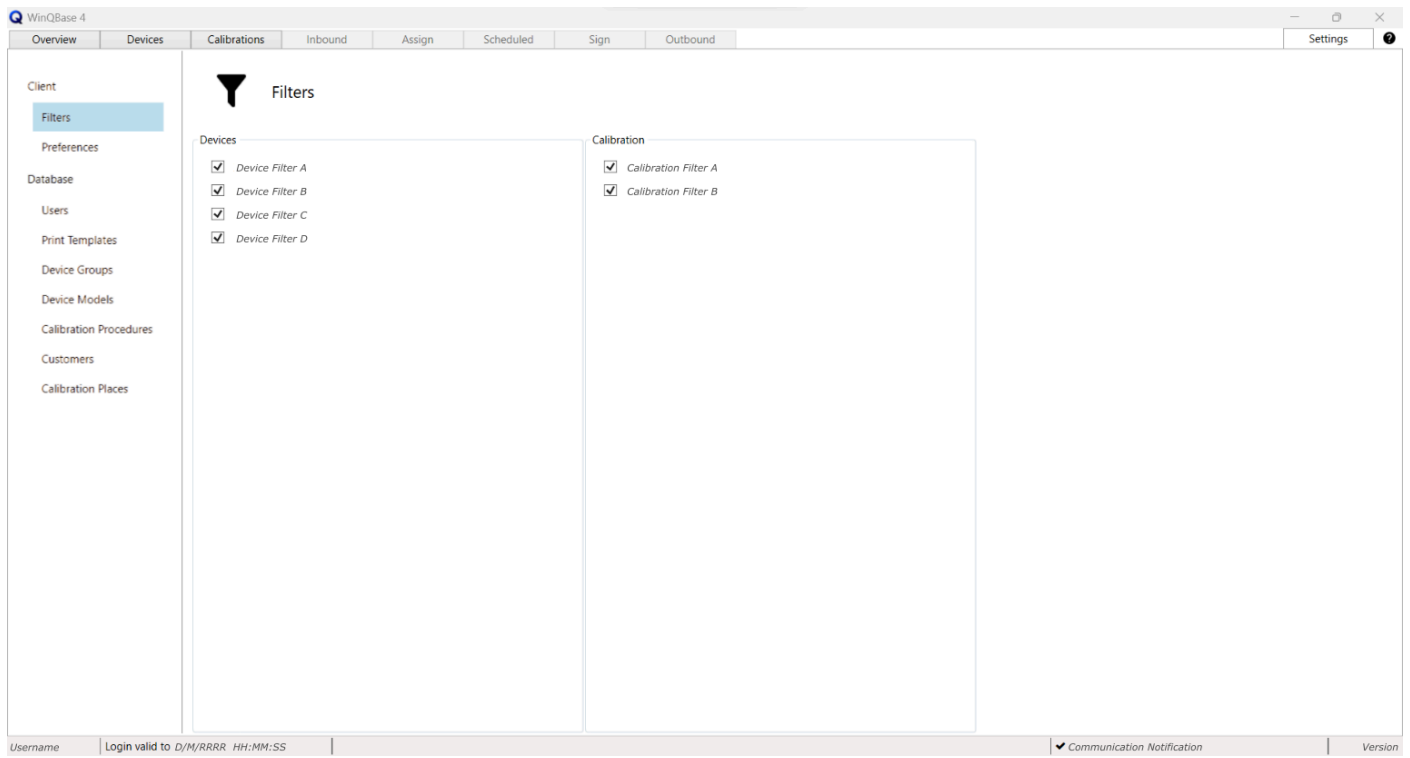 WinQBase 4
Overview Devices Calibrations Inbound Assign Scheduled Sign Outbound Settings
Client
Filters
Preferences
Database
Users
Print Templates
Device Groups
Device Models
Calibration Procedures
Customers
Calibration Places
Filters
Devices
Device Filter A
Device Filter B
Device Filter C
Device Filter D
Calibration
Calibration Filter A
Calibration Filter B
Username Login valid to D/M/RRRR HH:MM:SS Communication Notification Version